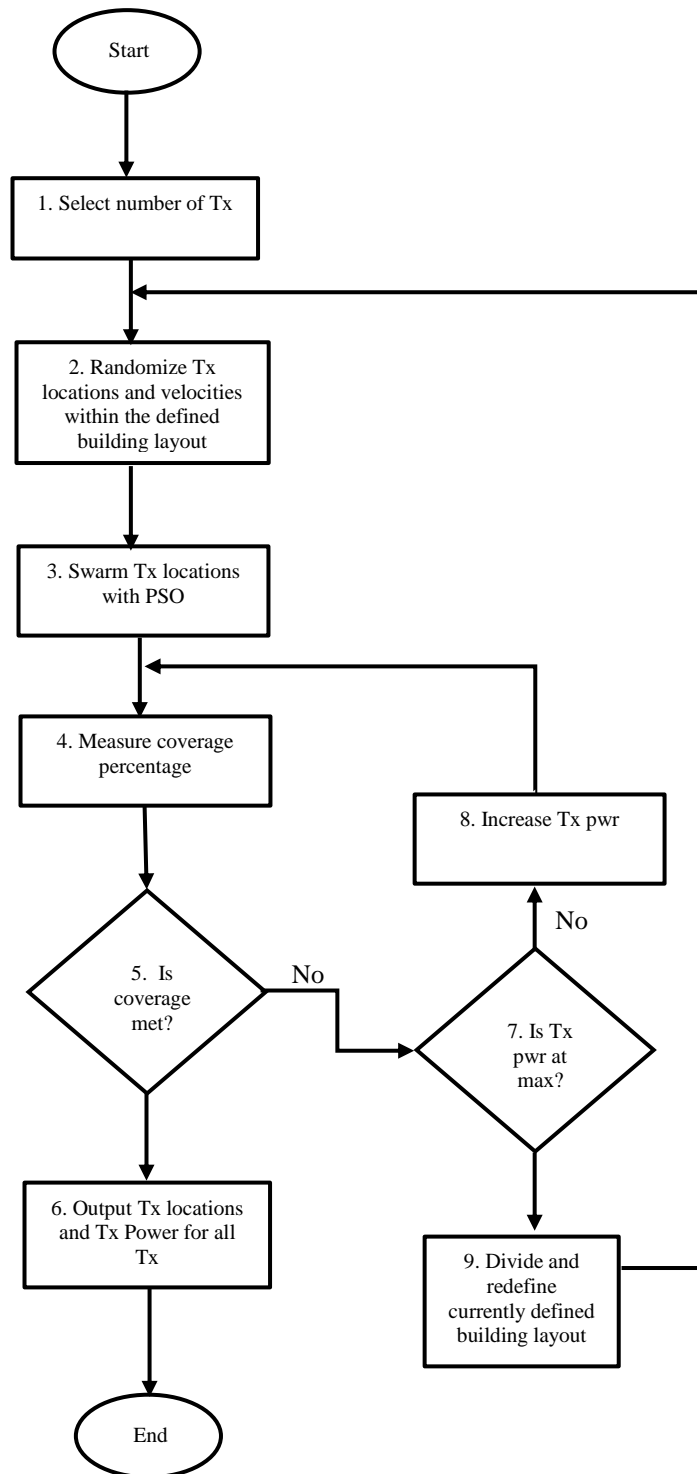 Start
1. Select number of Tx
2. Randomize Tx
locations and velocities
within the defined
building layout
3. Swarm Tx locations
with PSO
4. Measure coverage
percentage
8. Increase Tx pwr
No
5. Is
coverage
met?
No
7. Is Tx
pwr at
max?
6. Output Tx locations
and Tx Power for all
Tx
9. Divide and
redefine
currently defined
building layout
End